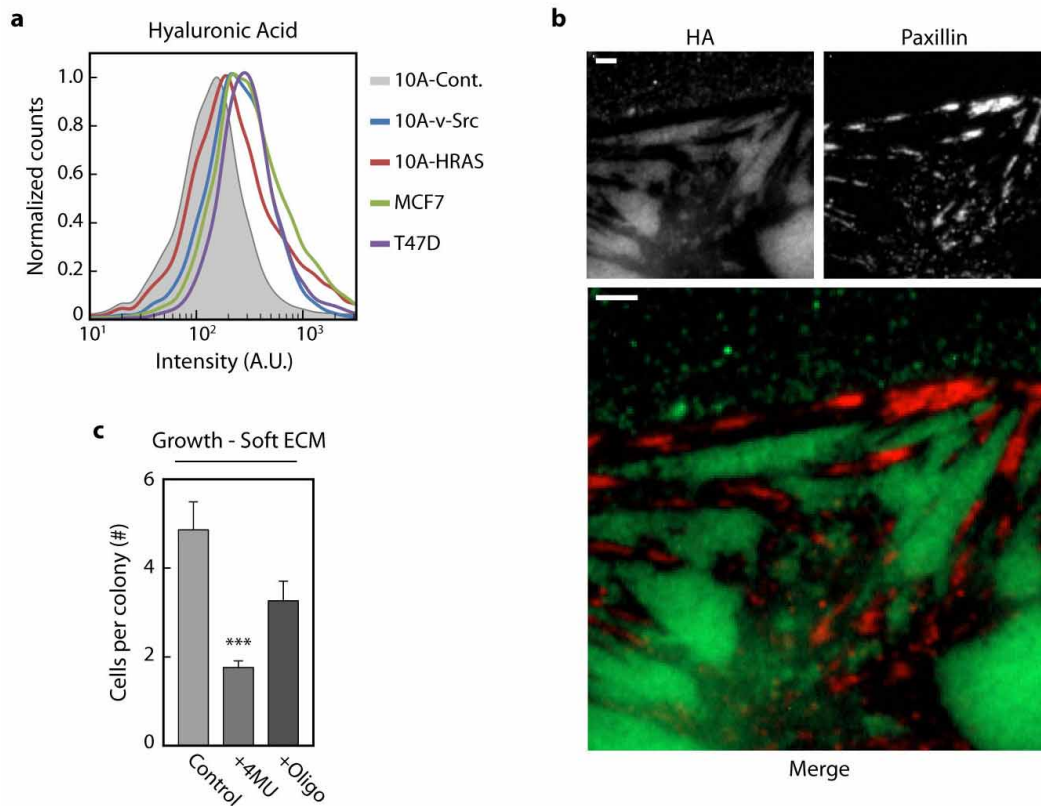 a
Hyaluronic Acid
Normalized counts
1.0
0.8
0.6
0.4
0.2
0
10¹
10²
10³
Intensity (A.U.)
10A-Cont.
10A-v-Src
10A-HRAS
MCF7
T47D
b
HA
Paxillin
Merge
c
Growth - Soft ECM
Cells per colony (#)
6
4
2
0
***
Control
+4MU
+Oligo